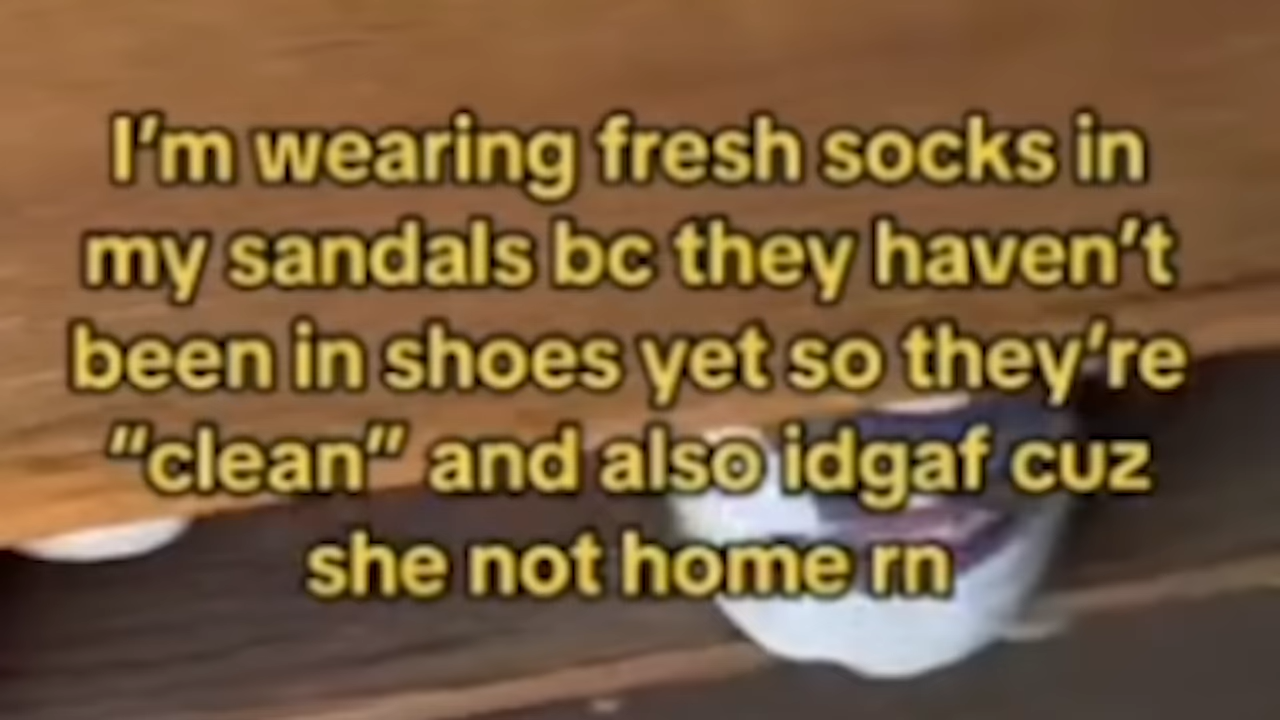 I'm wearing fresh socks in
my sandals bc they haven't
been in shoes yet so they're
"clean" and also idgaf cuz
she not home rn